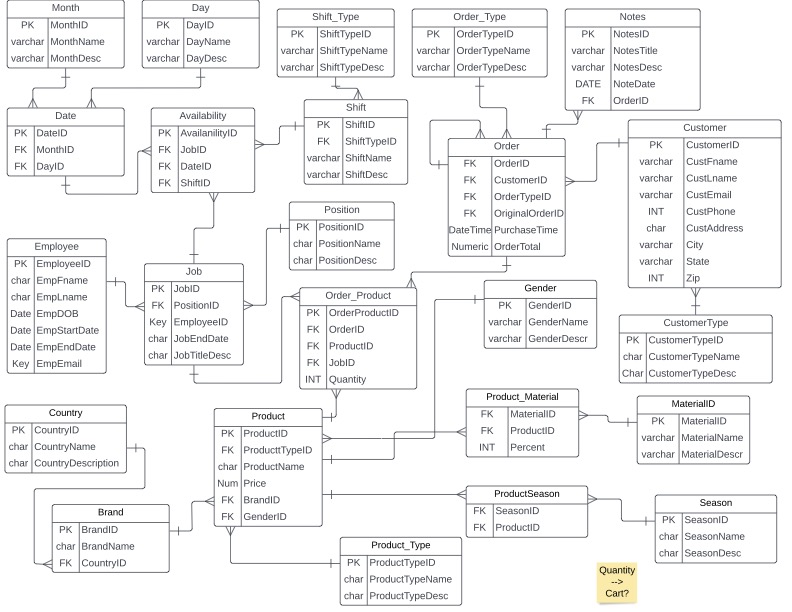 Month
PK MonthID
varchar MonthName
varchar MonthDesc
Day
PK DayID
varchar DayName
varchar DayDesc
Shift_Type
PK ShiftTypeID
varchar ShiftTypeName
varchar ShiftTypeDesc
Order_Type
PK OrderTypeID
varchar OrderTypeName
varchar OrderTypeDesc
Notes
PK NotesID
varchar NotesTitle
varchar NotesDesc
DATE NoteDate
FK OrderID
Date
PK DateID
FK MonthID
FK DayID
Availability
PK AvailanilityID
FK JobID
FK DateID
FK ShiftID
Shift
PK ShiftID
FK ShiftTypeID
varchar ShiftName
varchar ShiftDesc
Order
FK OrderID
FK CustomerID
FK OrderTypeID
FK OriginalOrderID
DateTime PurchaseTime
Numeric OrderTotal
Customer
PK CustomerID
varchar CustFname
varchar CustLname
varchar CustEmail
INT CustPhone
char CustAddress
varchar City
varchar State
INT Zip
Position
PK PositionID
char PositionName
char PositionDesc
Employee
PK EmployeeID
char EmpFname
char EmpLname
Date EmpDOB
Date EmpStartDate
Date EmpEndDate
Key EmpEmail
Job
PK JobID
FK PositionID
Key EmployeeID
char JobEndDate
char JobTitleDesc
Order_Product
PK OrderProductID
FK OrderID
FK ProductID
FK JobID
INT Quantity
Gender
PK GenderID
varchar GenderName
varchar GenderDescr
CustomerType
PK CustomerTypeID
char CustomerTypeName
Char CustomerTypeDesc
Country
PK CountryID
char CountryName
char CountryDescription
Product
PK ProductID
FK ProducttTypeID
char ProductName
Num Price
FK BrandID
FK GenderID
Product_Material
FK MaterialID
FK ProductID
INT Percent
MaterialID
PK MaterialID
varchar MaterialName
varchar MaterialDescr
Brand
PK BrandID
char BrandName
FK CountryID
ProductSeason
FK SeasonID
FK ProductID
Season
PK SeasonID
char SeasonName
char SeasonDesc
Product_Type
PK ProductTypeID
char ProductTypeName
char ProductTypeDesc
Quantity
-->
Cart?